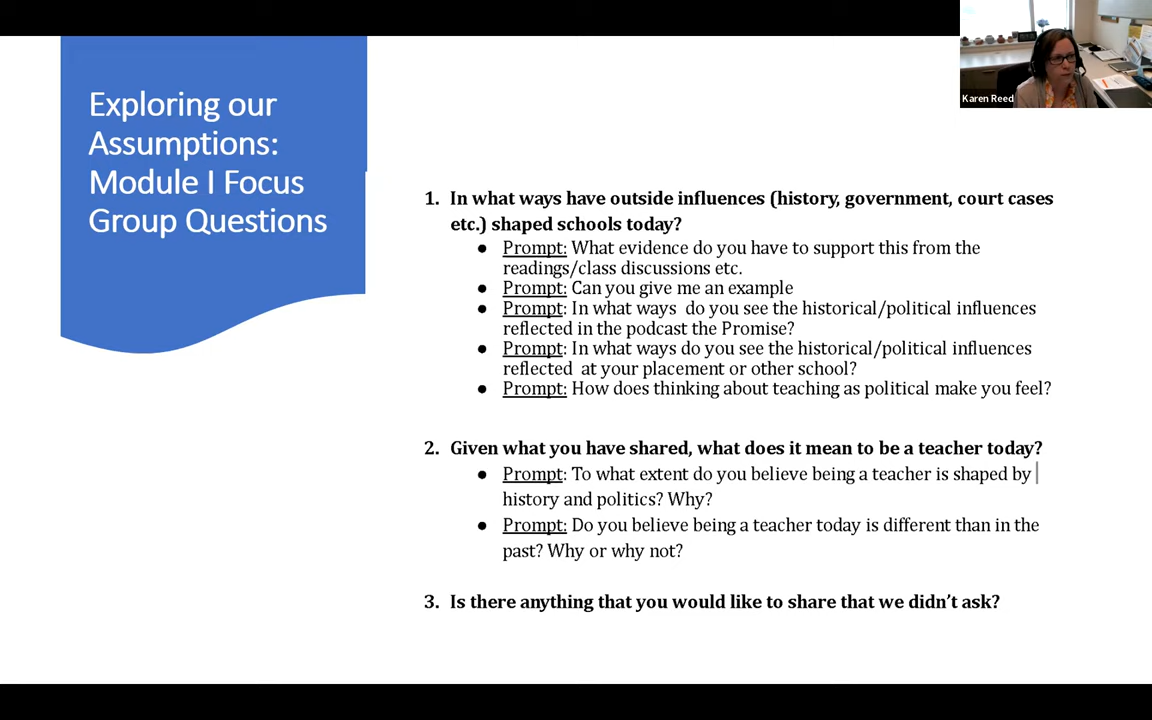 Exploring our
Assumptions:
Module I Focus
Group Questions
Karen Reed
1. In what ways have outside influences (history, government, court cases
etc.) shaped schools today?
● Prompt: What evidence do you have to support this from the
readings/class discussions etc.
● Prompt: Can you give me an example
● Prompt: In what ways do you see the historical/political influences
reflected in the podcast the Promise?
● Prompt: In what ways do you see the historical/political influences
reflected at your placement or other school?
● Prompt: How does thinking about teaching as political make you feel?
2. Given what you have shared, what does it mean to be a teacher today?
● Prompt: To what extent do you believe being a teacher is shaped by
history and politics? Why?
● Prompt: Do you believe being a teacher today is different than in the
past? Why or why not?
3. Is there anything that you would like to share that we didn't ask?